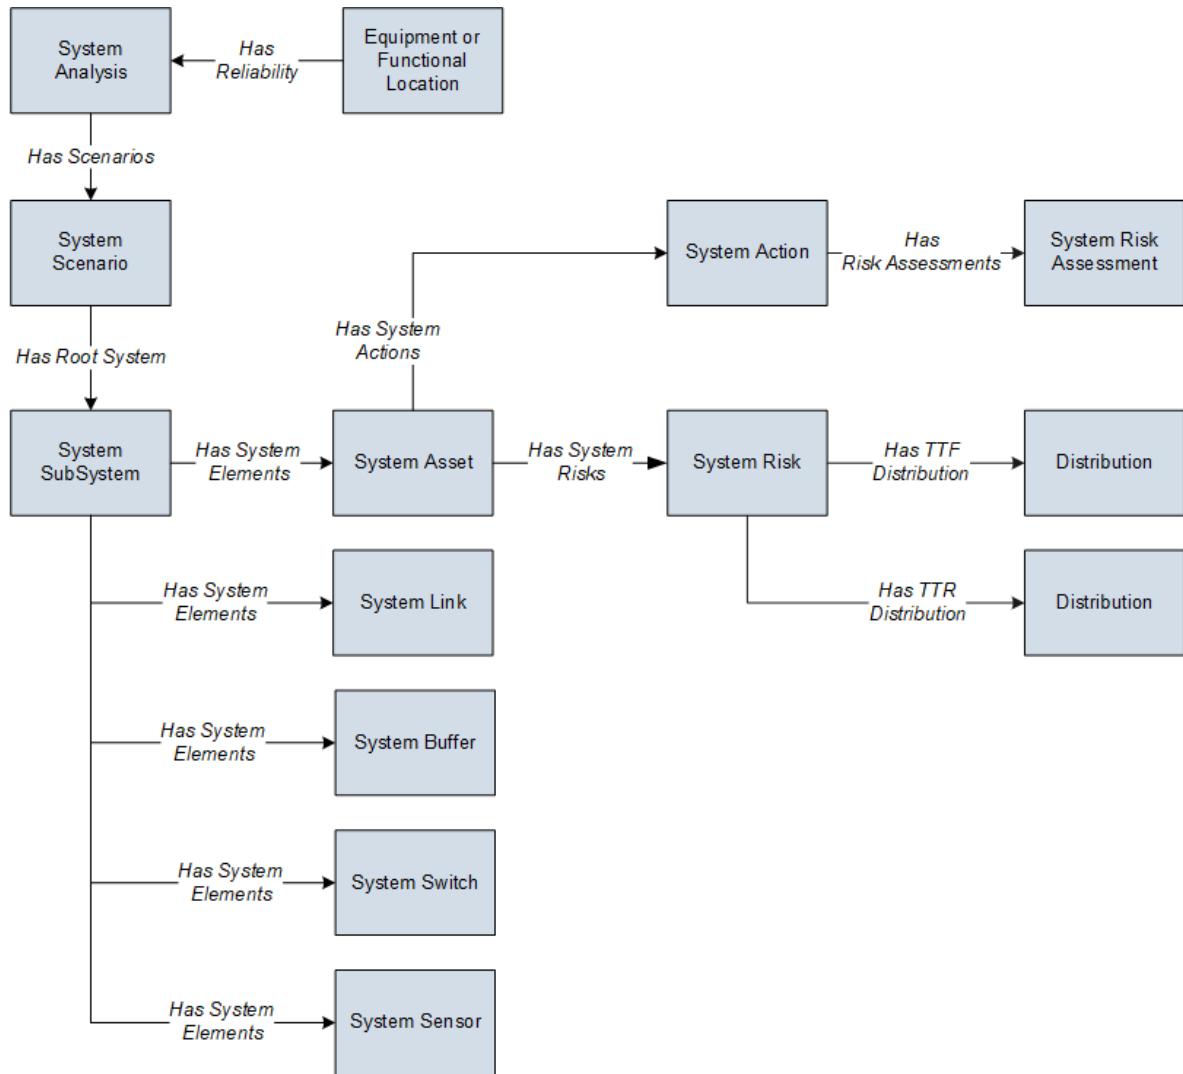 System
Analysis
Has
Reliability
Equipment or
Functional
Location
Has Scenarios
System
Scenario
System Action
Has
Risk Assessments
System Risk
Assessment
Has Root System
Has System
Actions
System
SubSystem
Has System
Elements
System Asset
Has System
Risks
System Risk
Has TTF
Distribution
Distribution
Has System
Elements
System Link
Has TTR
Distribution
Distribution
Has System
Elements
System Buffer
Has System
Elements
System Switch
Has System
Elements
System Sensor